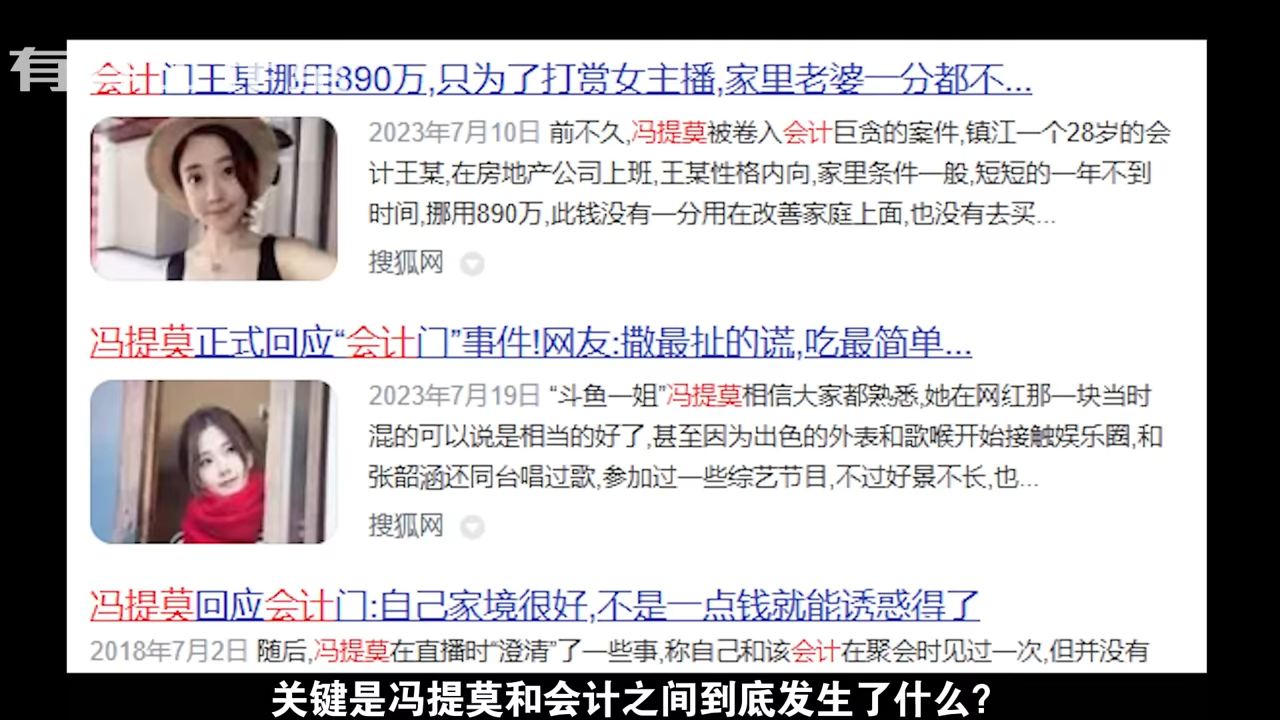 有
会计门王某挪用890万,只为了打赏女主播,家里老婆一分都不...
2023年7月10日 前不久,冯提莫被卷入会计巨贪的案件,镇江一个28岁的会
计王某,在房地产公司上班,王某性格内向,家里条件一般,短短的一年不到
时间,挪用890万,此钱没有一分用在改善家庭上面,也没有去买...
搜狐网
冯提莫正式回应“会计门”事件!网友:撒最扯的谎,吃最简单...
2023年7月19日 “斗鱼一姐”冯提莫相信大家都熟悉,她在网红那一块当时
混的可以说是相当的好了,甚至因为出色的外表和歌喉开始接触娱乐圈,和
张韶涵还同台唱过歌,参加过一些综艺节目,不过好景不长,也...
搜狐网
冯提莫回应会计门:自己家境很好,不是一点钱就能诱惑得了
2018年7月2日 随后,冯提莫在直播时“澄清”了一些事,称自己和该会计在聚会时见过一次,但并没有
关键是冯提莫和会计之间到底发生了什么?